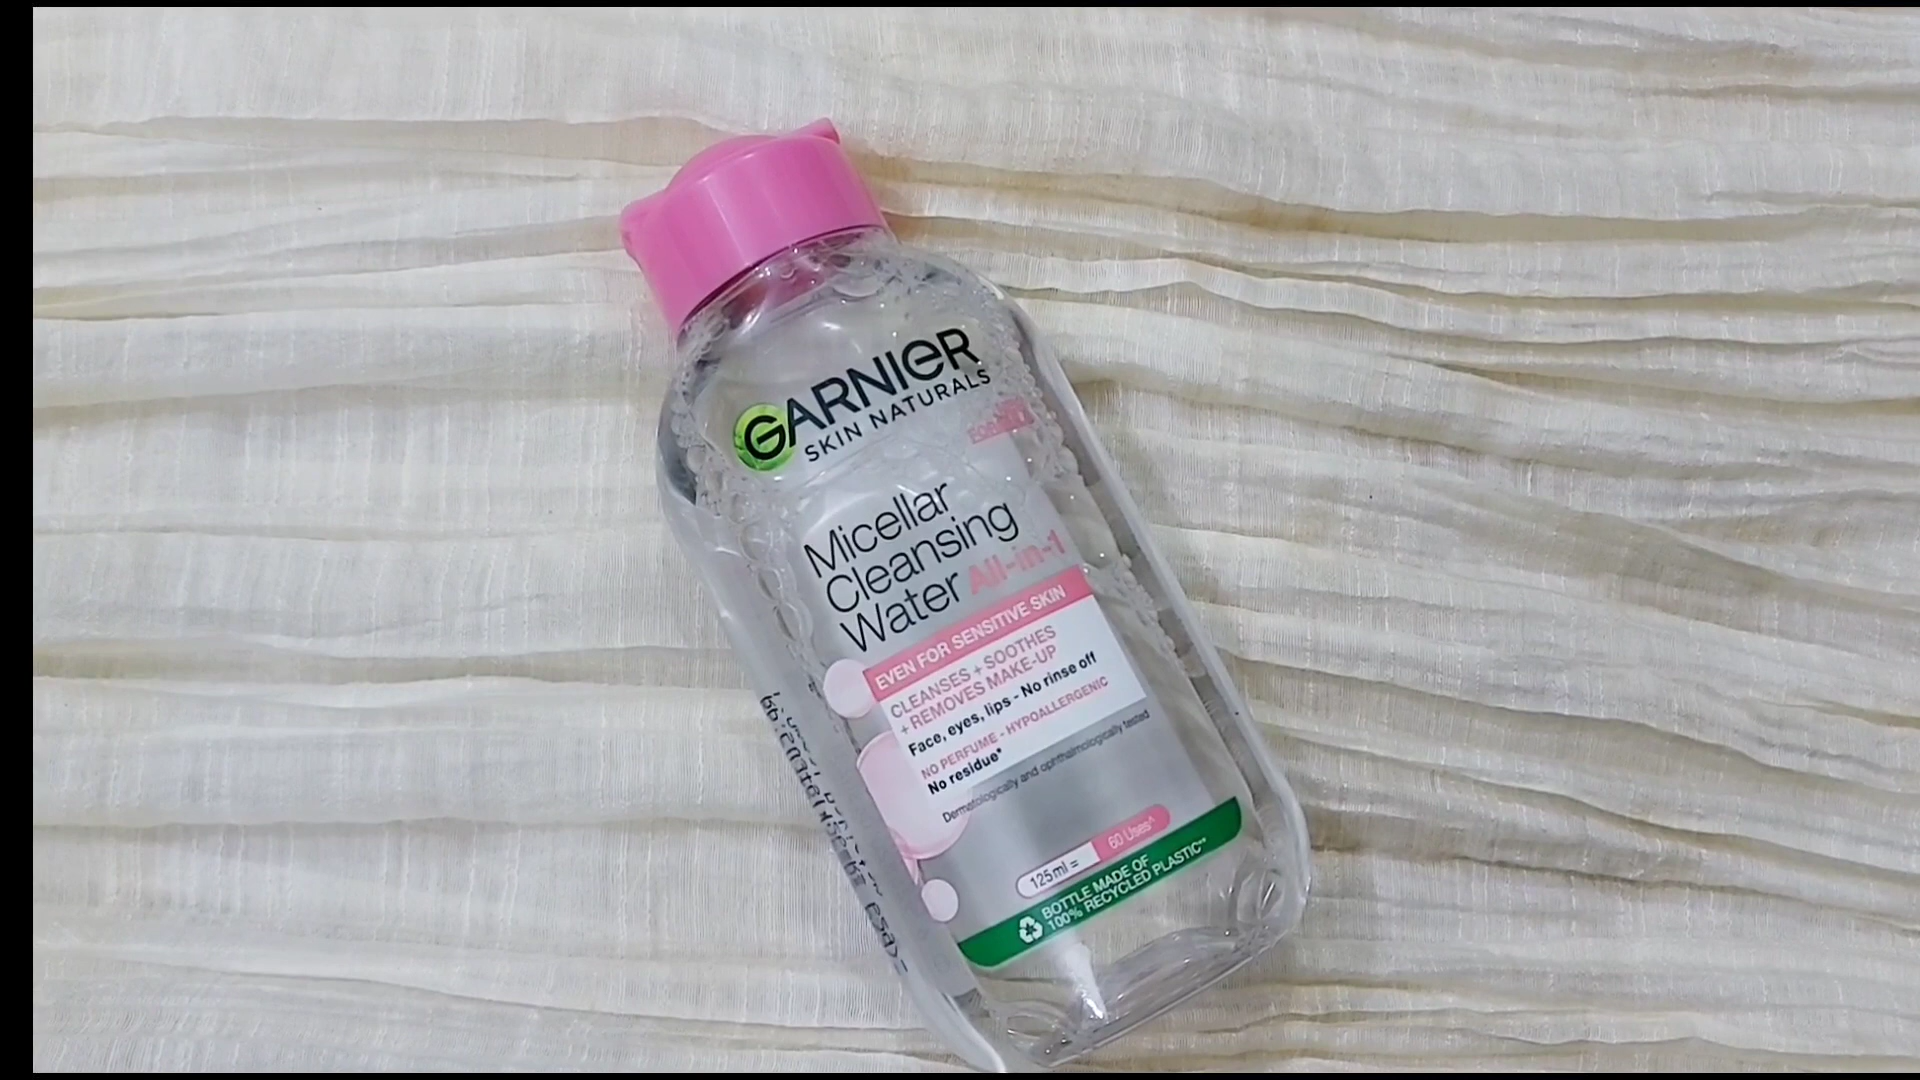 GARNIER
SKIN NATURALS
Micellar
Cleansing
Water All-in-1
EVEN FOR SENSITIVE SKIN
CLEANSES + SOOTHES
+ REMOVES MAKE-UP
Face, eyes, lips - No rinse off
NO PERFUME - HYPOALLERGENIC
No residue*
Dermatologically and ophthalmologically tested
125ml = 60 Uses^
BOTTLE MADE OF
100% RECYCLED PLASTIC**